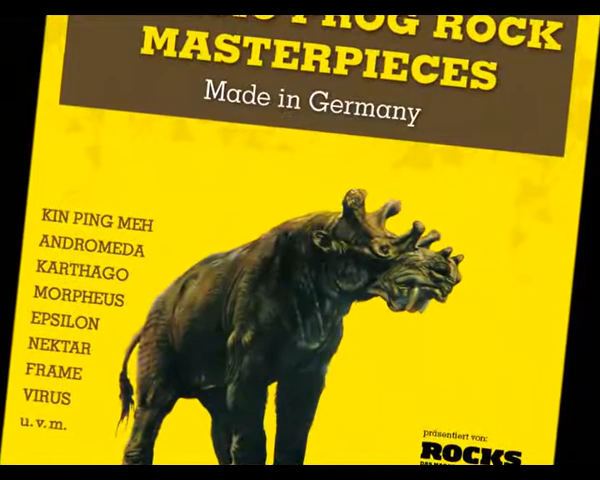 PROG ROCK
MASTERPIECES
Made in Germany
KIN PING MEH
ANDROMEDA
KARTHAGO
MORPHEUS
EPSILON
NEKTAR
FRAME
VIRUS
u.v.m.
präsentiert von:
ROCKS